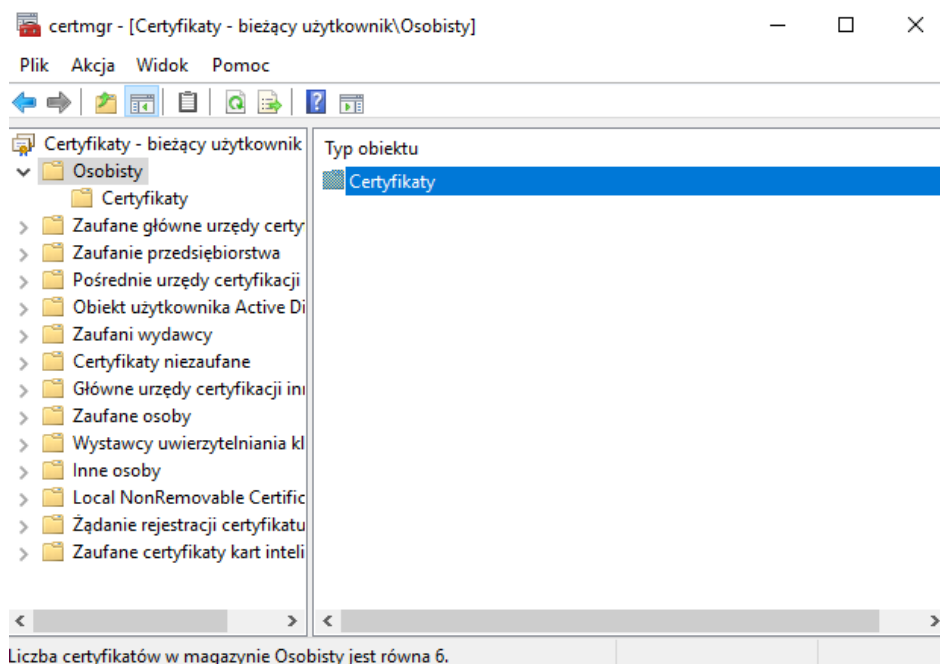 certmgr - [Certyfikaty - bieżący użytkownik\Osobisty]
Plik Akcja Widok Pomoc
Certyfikaty - bieżący użytkownik
Osobisty
Certyfikaty
Zaufane główne urzędy certy
Zaufanie przedsiębiorstwa
Pośrednie urzędy certyfikacji
Obiekt użytkownika Active Di
Zaufani wydawcy
Certyfikaty niezaufane
Główne urzędy certyfikacji inn
Zaufane osoby
Wystawcy uwierzytelniania kl
Inne osoby
Local NonRemovable Certific
Żądanie rejestracji certyfikatu
Zaufane certyfikaty kart inteli
Typ obiektu
Certyfikaty
Liczba certyfikatów w magazynie Osobisty jest równa 6.